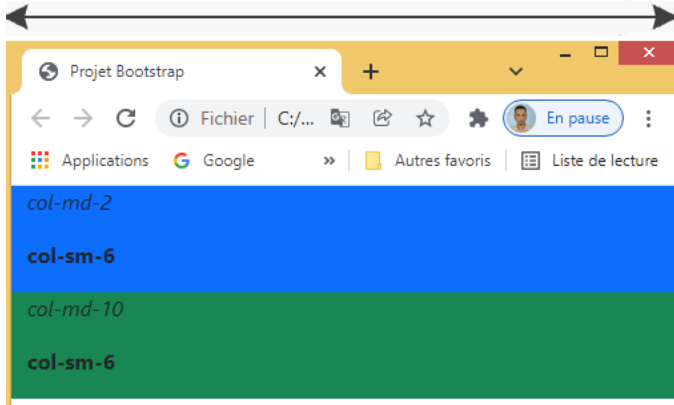 Projet Bootstrap
Fichier C:/... En pause
Applications Google » Autres favoris Liste de lecture
col-md-2
col-sm-6
col-md-10
col-sm-6